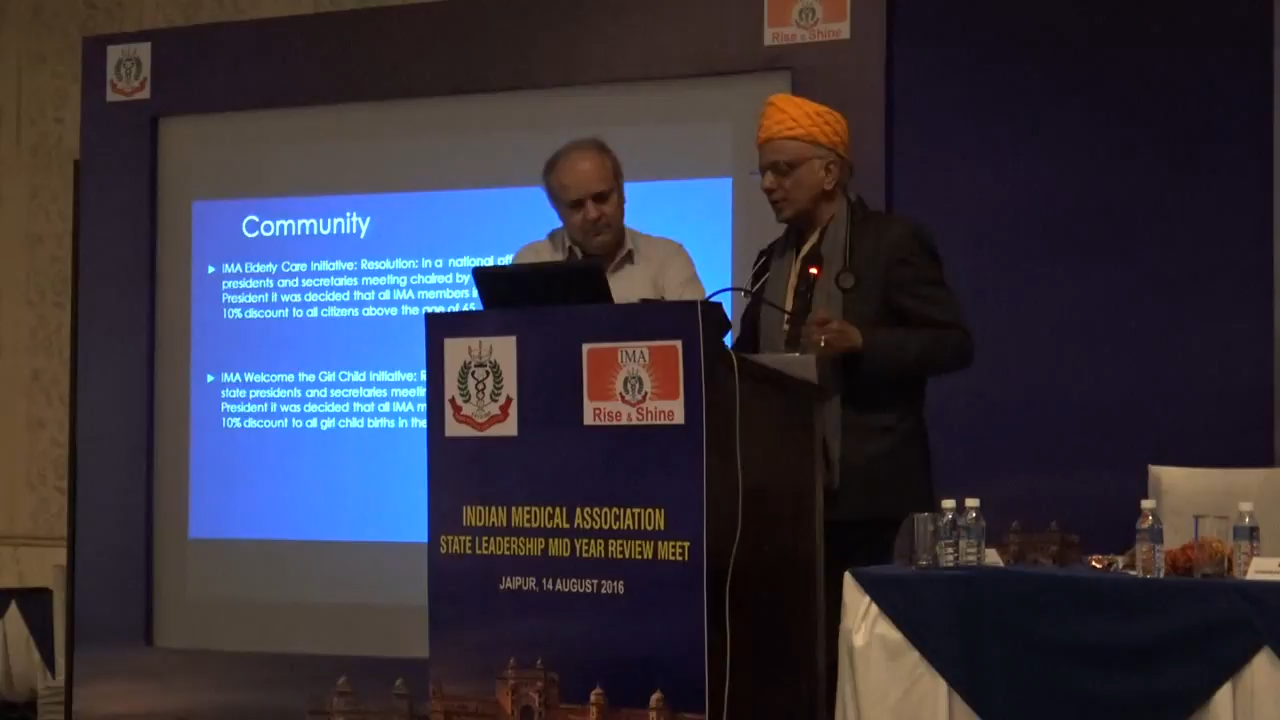 Rise & Shine
Community
IMA Elderly Care Initiative: Resolution: In a national
presidents and secretaries meeting chaired by
President it was decided that all IMA members
10% discount to all citizens above the age of 65
IMA Welcome the Girl Child Initiative:
state presidents and secretaries
President it was decided that all IMA
10% discount to all girl child births in the
IMA
Rise & Shine
INDIAN MEDICAL ASSOCIATION
STATE LEADERSHIP MID YEAR REVIEW MEET
JAIPUR, 14 AUGUST 2016